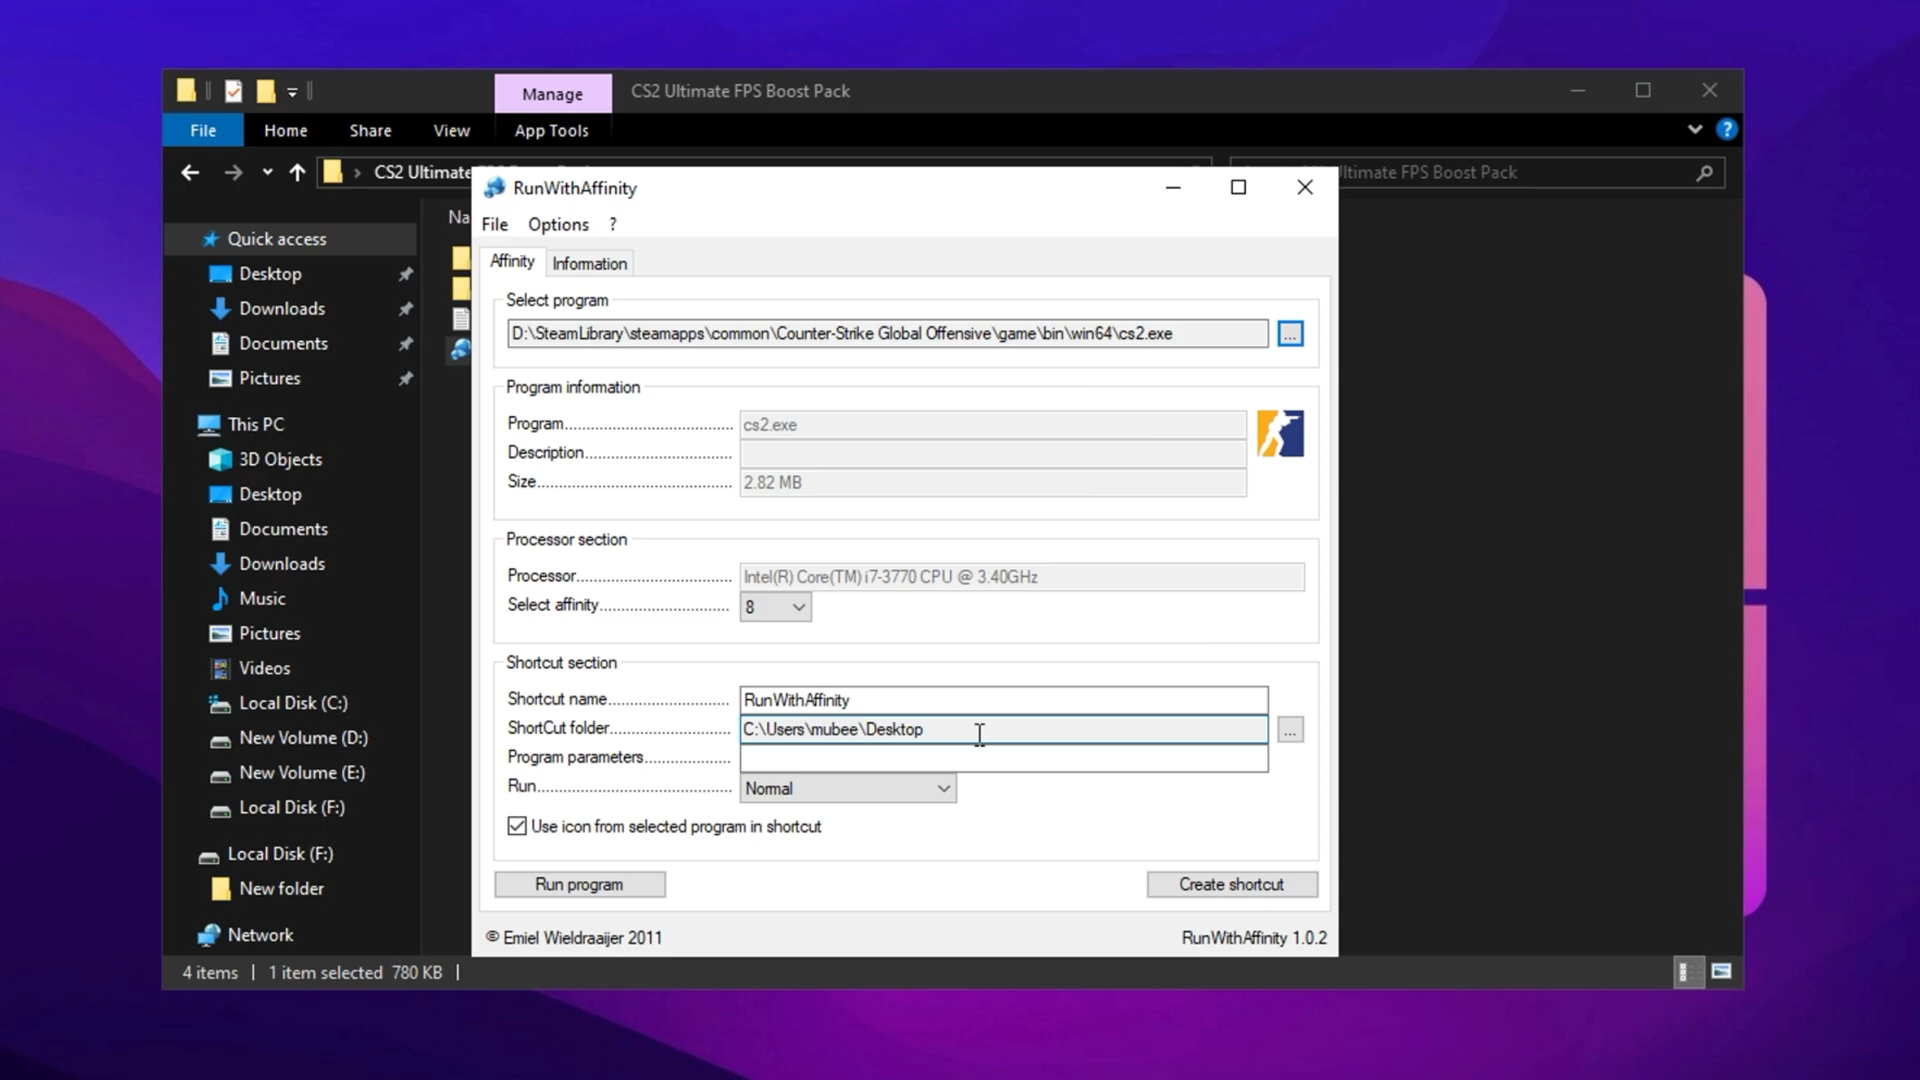 Manage
CS2 Ultimate FPS Boost Pack
File Home Share View App Tools
?
CS2 Ultimate
ltimate FPS Boost Pack
Na
Quick access
Desktop
Downloads
Documents
Pictures
This PC
3D Objects
Desktop
Documents
Downloads
Music
Pictures
Videos
Local Disk (C:)
New Volume (D:)
New Volume (E:)
Local Disk (F:)
Local Disk (F:)
New folder
Network
4 items 1 item selected 780 KB
RunWithAffinity
File Options ?
Affinity Information
Select program
D:\SteamLibrary\steamapps\common\Counter-Strike Global Offensive\game\bin\win64\cs2.exe ...
Program information
Program.................................. cs2.exe
Description..............................
Size........................................ 2.82 MB
Processor section
Processor................................ Intel(R) Core(TM) i7-3770 CPU @ 3.40GHz
Select affinity........................... 8
Shortcut section
Shortcut name......................... RunWithAffinity
ShortCut folder......................... C:\Users\mubee\Desktop ...
Program parameters..................
Run......................................... Normal
Use icon from selected program in shortcut
Run program Create shortcut
© Emiel Wieldraaijer 2011 RunWithAffinity 1.0.2